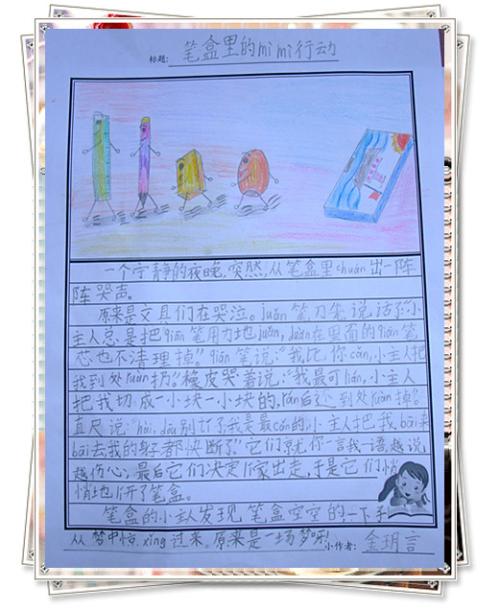 标题: 笔盒里的mì mì行动
一个宁静的夜晚,突然,从笔盒里chuán出一阵
阵哭声。
原来是文具们在哭泣。juǎn笔刀先说话了:“小
主人总是把qiān笔用力地juǎn,duàn在里面的qiān笔
芯也不清理掉。”qiān笔说:“我比你cǎn,小主人把
我到处ruǎn扔。”橡皮哭着说:“我最可lián,小主人
把我切成一小块一小块的,rán后还到处luàn掉。”
直尺说:“hài,dōu别说了我是最cǎn的小主人把我bāi来
bāi去我的身都快断了”它们就你一言我一语越说
越伤心,最后它们决定离家出走,于是它们悄
悄地离开了笔盒。
笔盒的小主人发现笔盒空空的,一下子
从梦中惊xǐng过来。原来是一场梦呀!
小作者: 金玥言